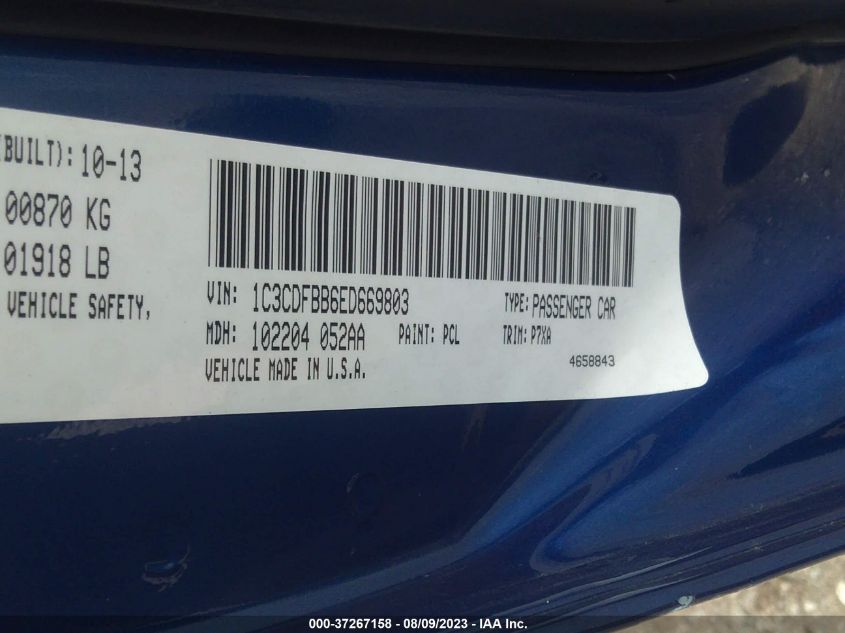 (BUILT): 10-13
00870 KG
01918 LB
VEHICLE SAFETY,
VIN: 1C3CDFBB6ED669803 TYPE: PASSENGER CAR
MDH: 102204 052AA PAINT: PCL TRIM: P7XA
VEHICLE MADE IN U.S.A. 4658843
000-37267158 - 08/09/2023 - IAA Inc.